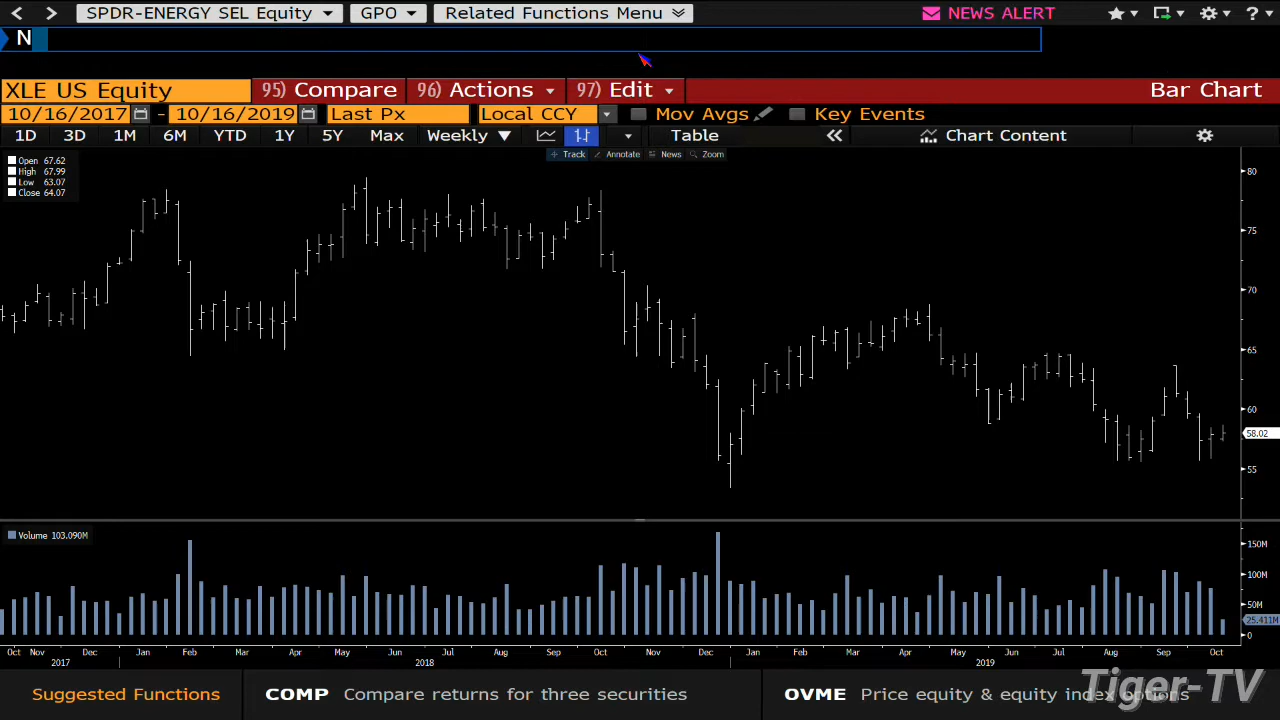 SPDR-ENERGY SEL Equity GPO Related Functions Menu NEWS ALERT ?
N
XLE US Equity 95) Compare 96) Actions 97) Edit Bar Chart
10/16/2017 - 10/16/2019 Last Px Local CCY Mov Avgs Key Events
1D 3D 1M 6M YTD 1Y 5Y Max Weekly Table Chart Content
Track Annotate News Zoom
Open 67.62
High 67.99
Low 63.07
Close 64.07
80
75
70
65
60
58.02
55
Volume 103.090M
150M
100M
50M
25.411M
0
Oct Nov Dec Jan Feb Mar Apr May Jun Jul Aug Sep Oct Nov Dec Jan Feb Mar Apr May Jun Jul Aug Sep Oct
2017 2018 2019
Suggested Functions COMP Compare returns for three securities OVME Price equity & equity index options
Tiger-TV